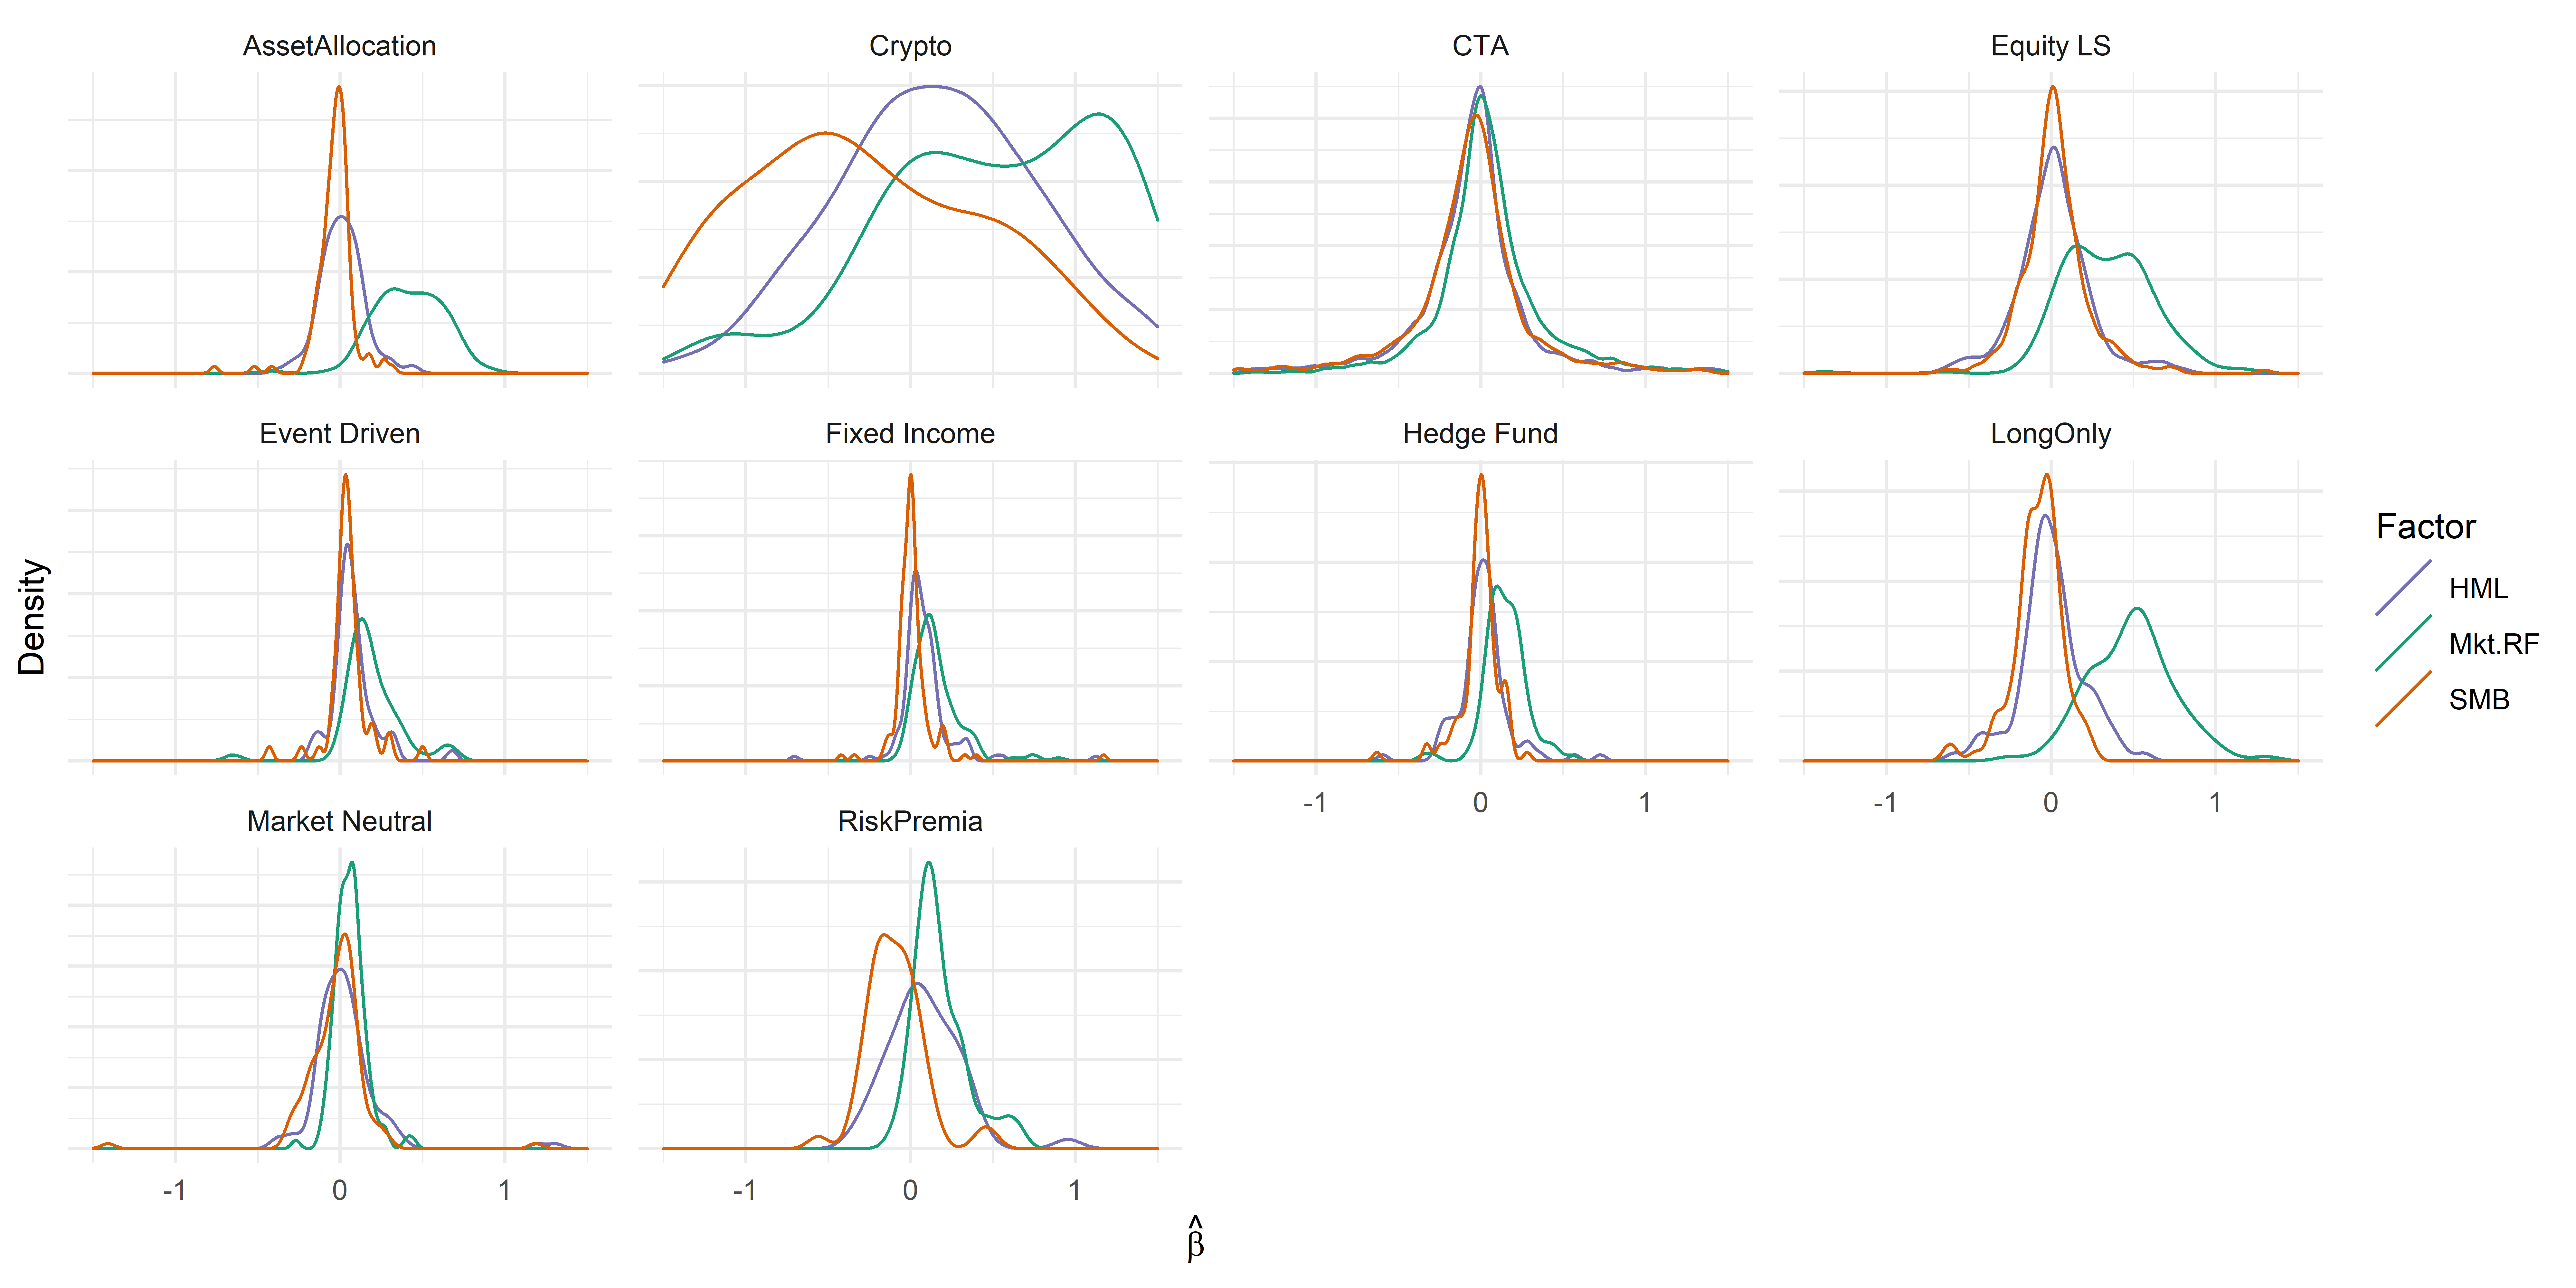 AssetAllocation
Crypto
CTA
Equity LS
Event Driven
Fixed Income
Hedge Fund
LongOnly
-1 0 1
-1 0 1
Market Neutral
RiskPremia
-1 0 1
-1 0 1
Density
β̂
Factor
HML
Mkt.RF
SMB